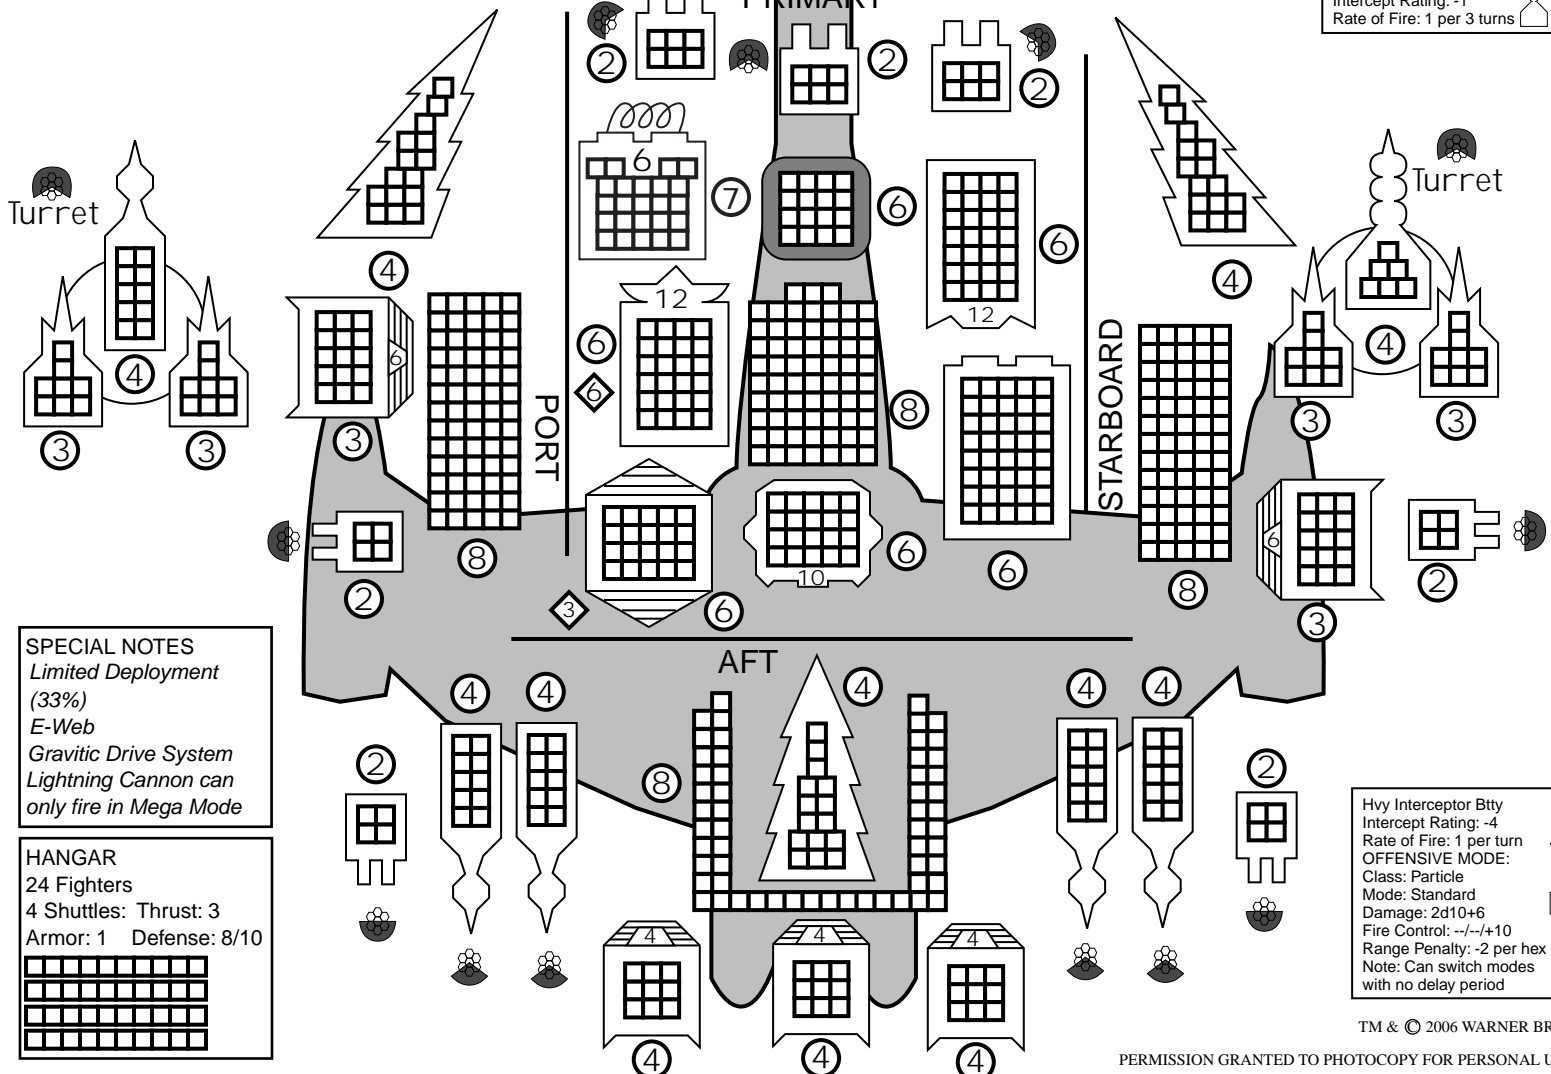 PRIMARY
Intercept Rating: -1
Rate of Fire: 1 per 3 turns
2
2
2
6
7
6
6
12
12
6
6
8
6
10
6
6
3
Turret
4
3
3
4
6
3
8
2
PORT
STARBOARD
Turret
4
4
3
3
8
6
3
2
AFT
4
4
4
4
4
8
2
2
4
4
4
4
4
4
SPECIAL NOTES
Limited Deployment
(33%)
E-Web
Gravitic Drive System
Lightning Cannon can
only fire in Mega Mode
HANGAR
24 Fighters
4 Shuttles: Thrust: 3
Armor: 1 Defense: 8/10
Hvy Interceptor Btty
Intercept Rating: -4
Rate of Fire: 1 per turn
OFFENSIVE MODE:
Class: Particle
Mode: Standard
Damage: 2d10+6
Fire Control: --/--/+10
Range Penalty: -2 per hex
Note: Can switch modes
with no delay period
TM & © 2006 WARNER BR
PERMISSION GRANTED TO PHOTOCOPY FOR PERSONAL U